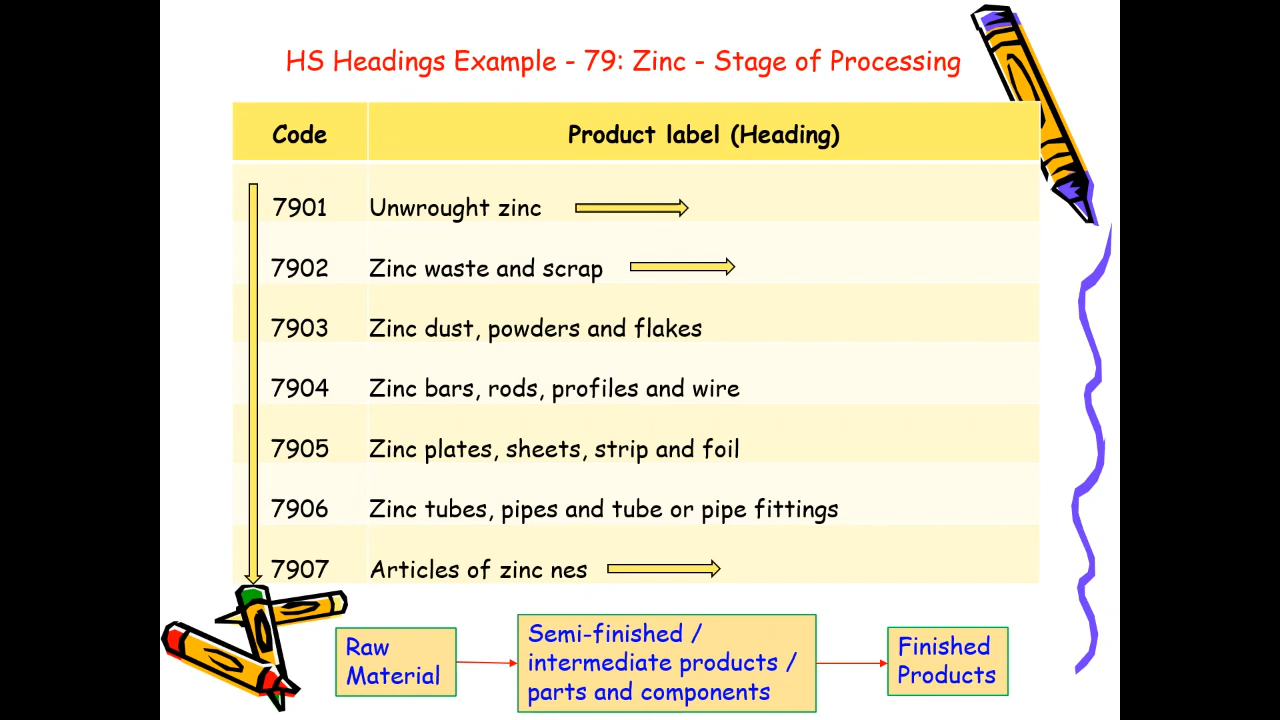 HS Headings Example - 79: Zinc - Stage of Processing
Code Product label (Heading)
7901 Unwrought zinc
7902 Zinc waste and scrap
7903 Zinc dust, powders and flakes
7904 Zinc bars, rods, profiles and wire
7905 Zinc plates, sheets, strip and foil
7906 Zinc tubes, pipes and tube or pipe fittings
7907 Articles of zinc nes
Raw
Material
Semi-finished /
intermediate products /
parts and components
Finished
Products